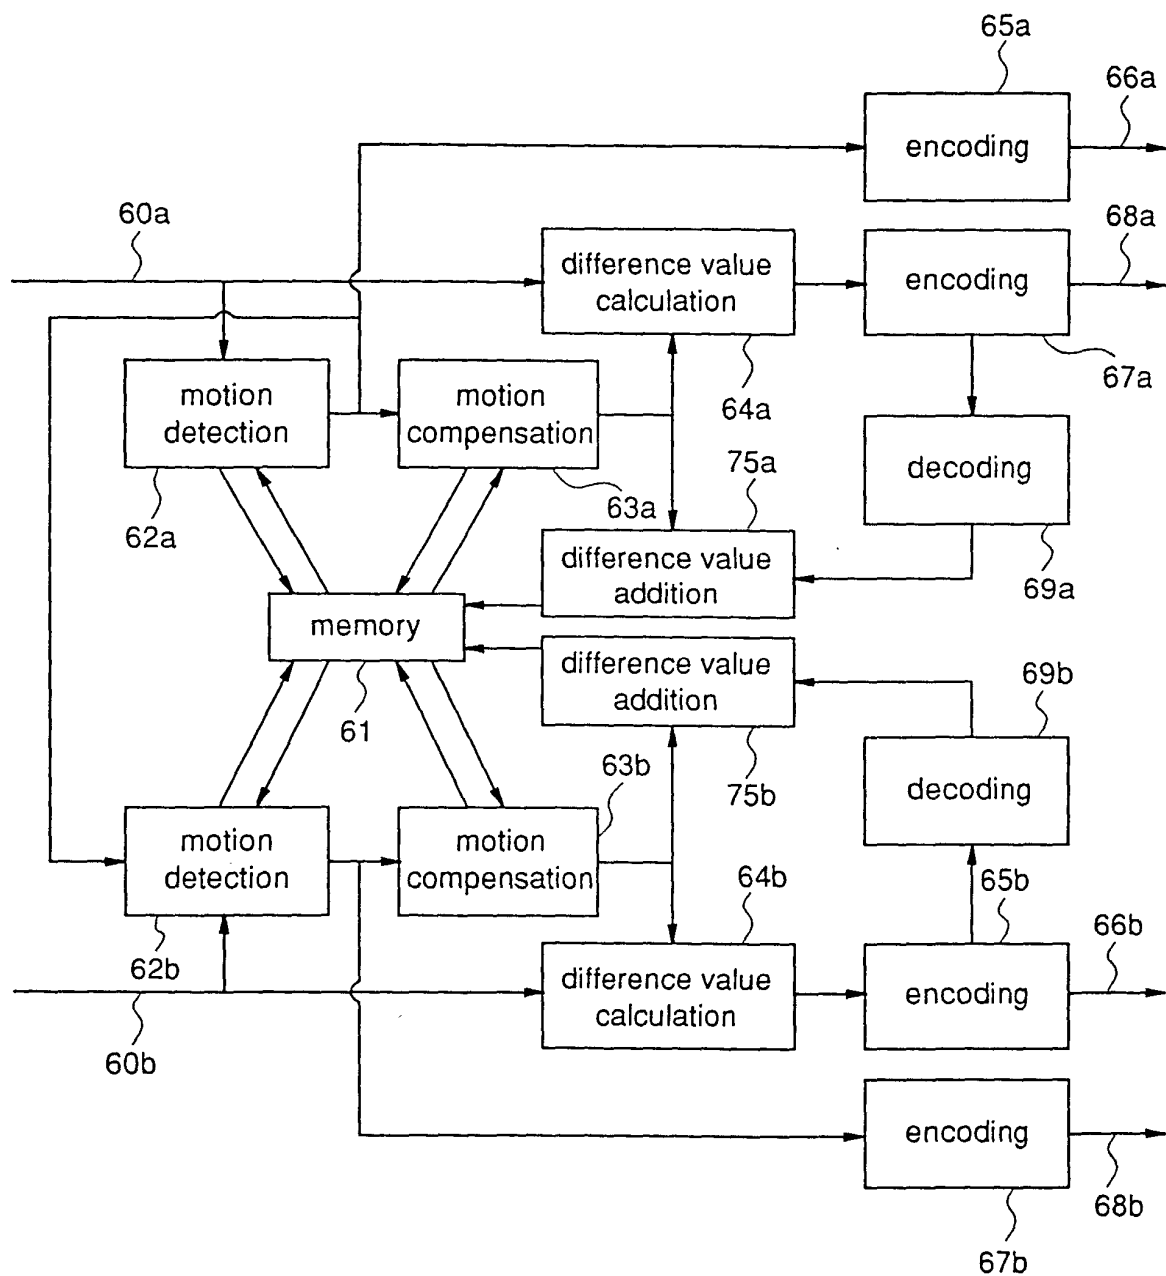 65a
66a
encoding
60a
68a
difference value
calculation
encoding
67a
motion
detection
motion
compensation
64a
62a
63a
75a
decoding
difference value
addition
69a
memory
61
difference value
addition
69b
63b
75b
decoding
motion
detection
motion
compensation
64b
65b
62b
66b
difference value
calculation
encoding
60b
encoding
68b
67b